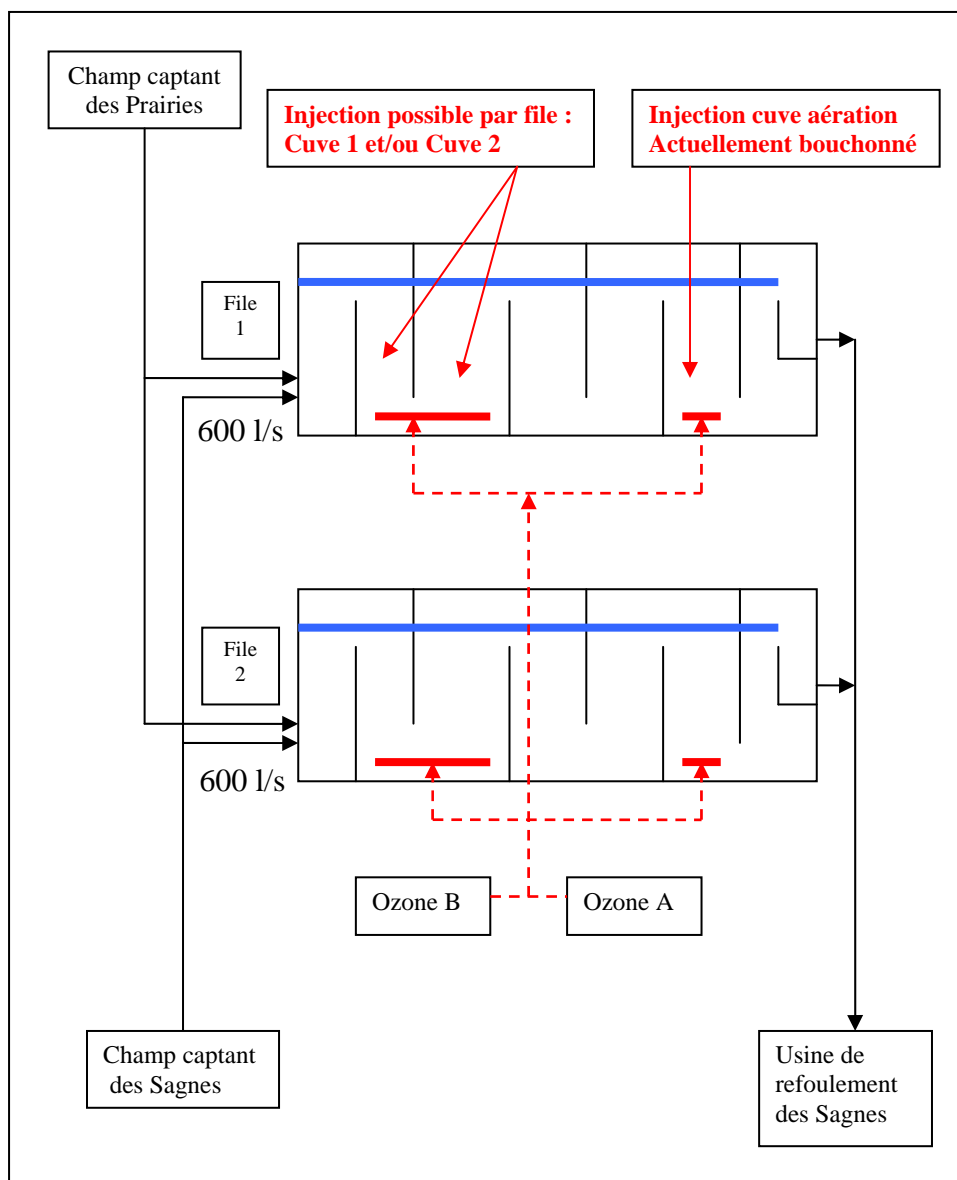 Champ captant
des Prairies
Injection possible par file :
Cuve 1 et/ou Cuve 2
Injection cuve aération
Actuellement bouchonné
File
1
600 l/s
File
2
600 l/s
Ozone B
Ozone A
Champ captant
des Sagnes
Usine de
refoulement
des Sagnes